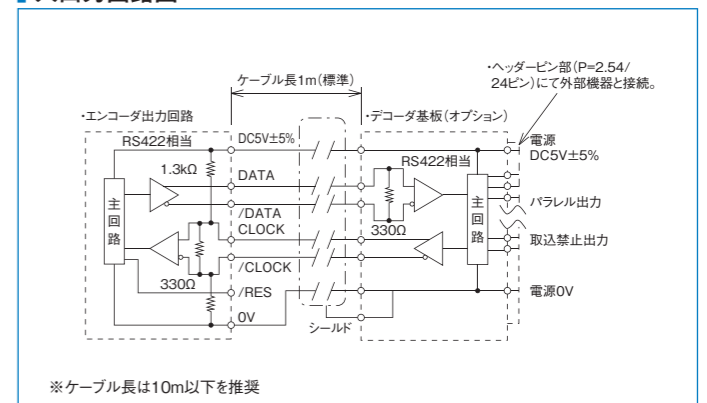 ケーブル長1m(標準)
・ヘッダーピン部(P=2.54/
24ピン)にて外部機器と接続。
・エンコーダ出力回路
・デコーダ基板(オプション)
RS422相当
DC5V±5%
RS422相当
電源
DC5V±5%
1.3kΩ
DATA
主回路
/DATA
CLOCK
330Ω
主回路
パラレル出力
取込禁止出力
/CLOCK
330Ω
/RES
0V
シールド
電源0V
※ケーブル長は10m以下を推奨